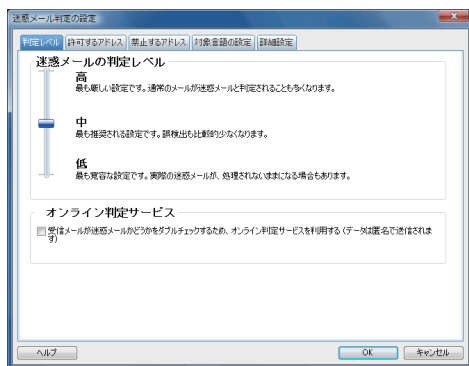 迷惑メール判定の設定
判定レベル 許可するアドレス 禁止するアドレス 対象言語の設定 詳細設定
迷惑メールの判定レベル
高
最も厳しい設定です。通常のメールが迷惑メールと判定されることも多くなります。
中
最も推奨される設定です。誤検出も比較的少なくなります。
低
最も寛容な設定です。実際の迷惑メールが、処理されないままになる場合もあります。
オンライン判定サービス
受信メールが迷惑メールかどうかをダブルチェックするため、オンライン判定サービスを利用する (データは匿名で送信されま
す)
ヘルプ OK キャンセル